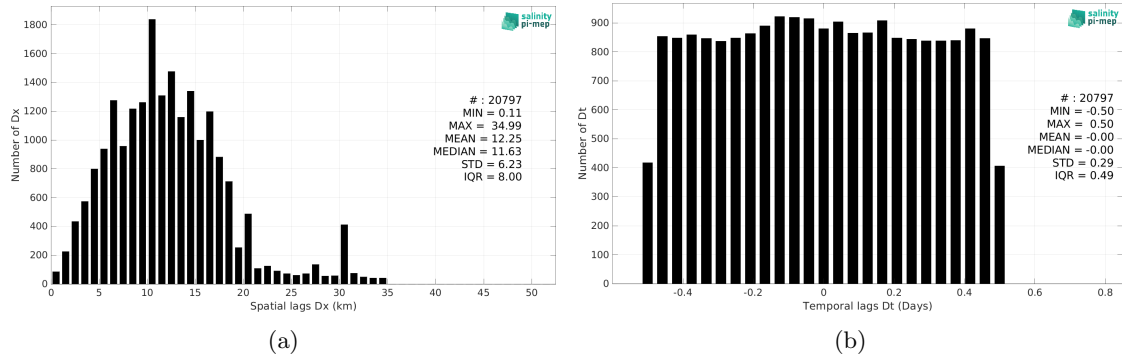 1800
1600
1400
1200
1000
800
600
400
200
0
Number of Dx
salinity
pi-mep
# : 20797
MIN = 0.11
MAX = 34.99
MEAN = 12.25
MEDIAN = 11.63
STD = 6.23
IQR = 8.00
0 5 10 15 20 25 30 35 40 45 50
Spatial lags Dx (km)
(a)
900
800
700
600
500
400
300
200
100
0
Number of Dt
salinity
pi-mep
# : 20797
MIN = -0.50
MAX = 0.50
MEAN = -0.00
MEDIAN = -0.00
STD = 0.29
IQR = 0.49
-0.4 -0.2 0 0.2 0.4 0.6 0.8
Temporal lags Dt (Days)
(b)